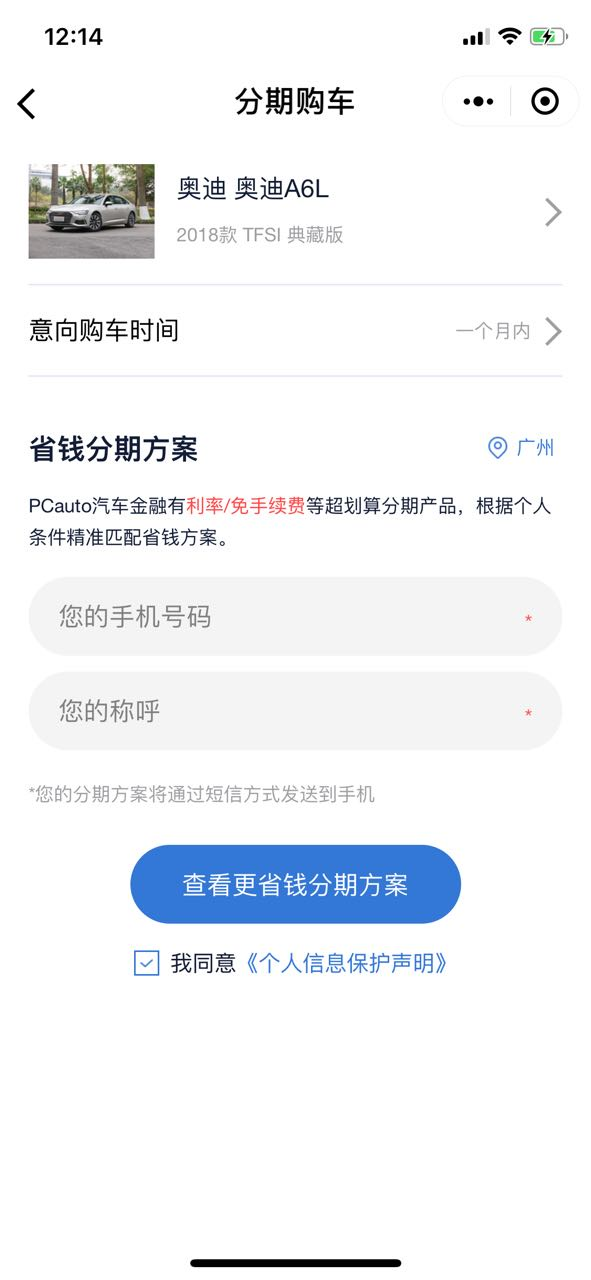 12:14
分期购车
奥迪 奥迪A6L
2018款 TFSI 典藏版
意向购车时间
一个月内
省钱分期方案
广州
PCauto汽车金融有利率/免手续费等超划算分期产品，根据个人
条件精准匹配省钱方案。
您的手机号码 *
您的称呼 *
*您的分期方案将通过短信方式发送到手机
查看更省钱分期方案
我同意《个人信息保护声明》